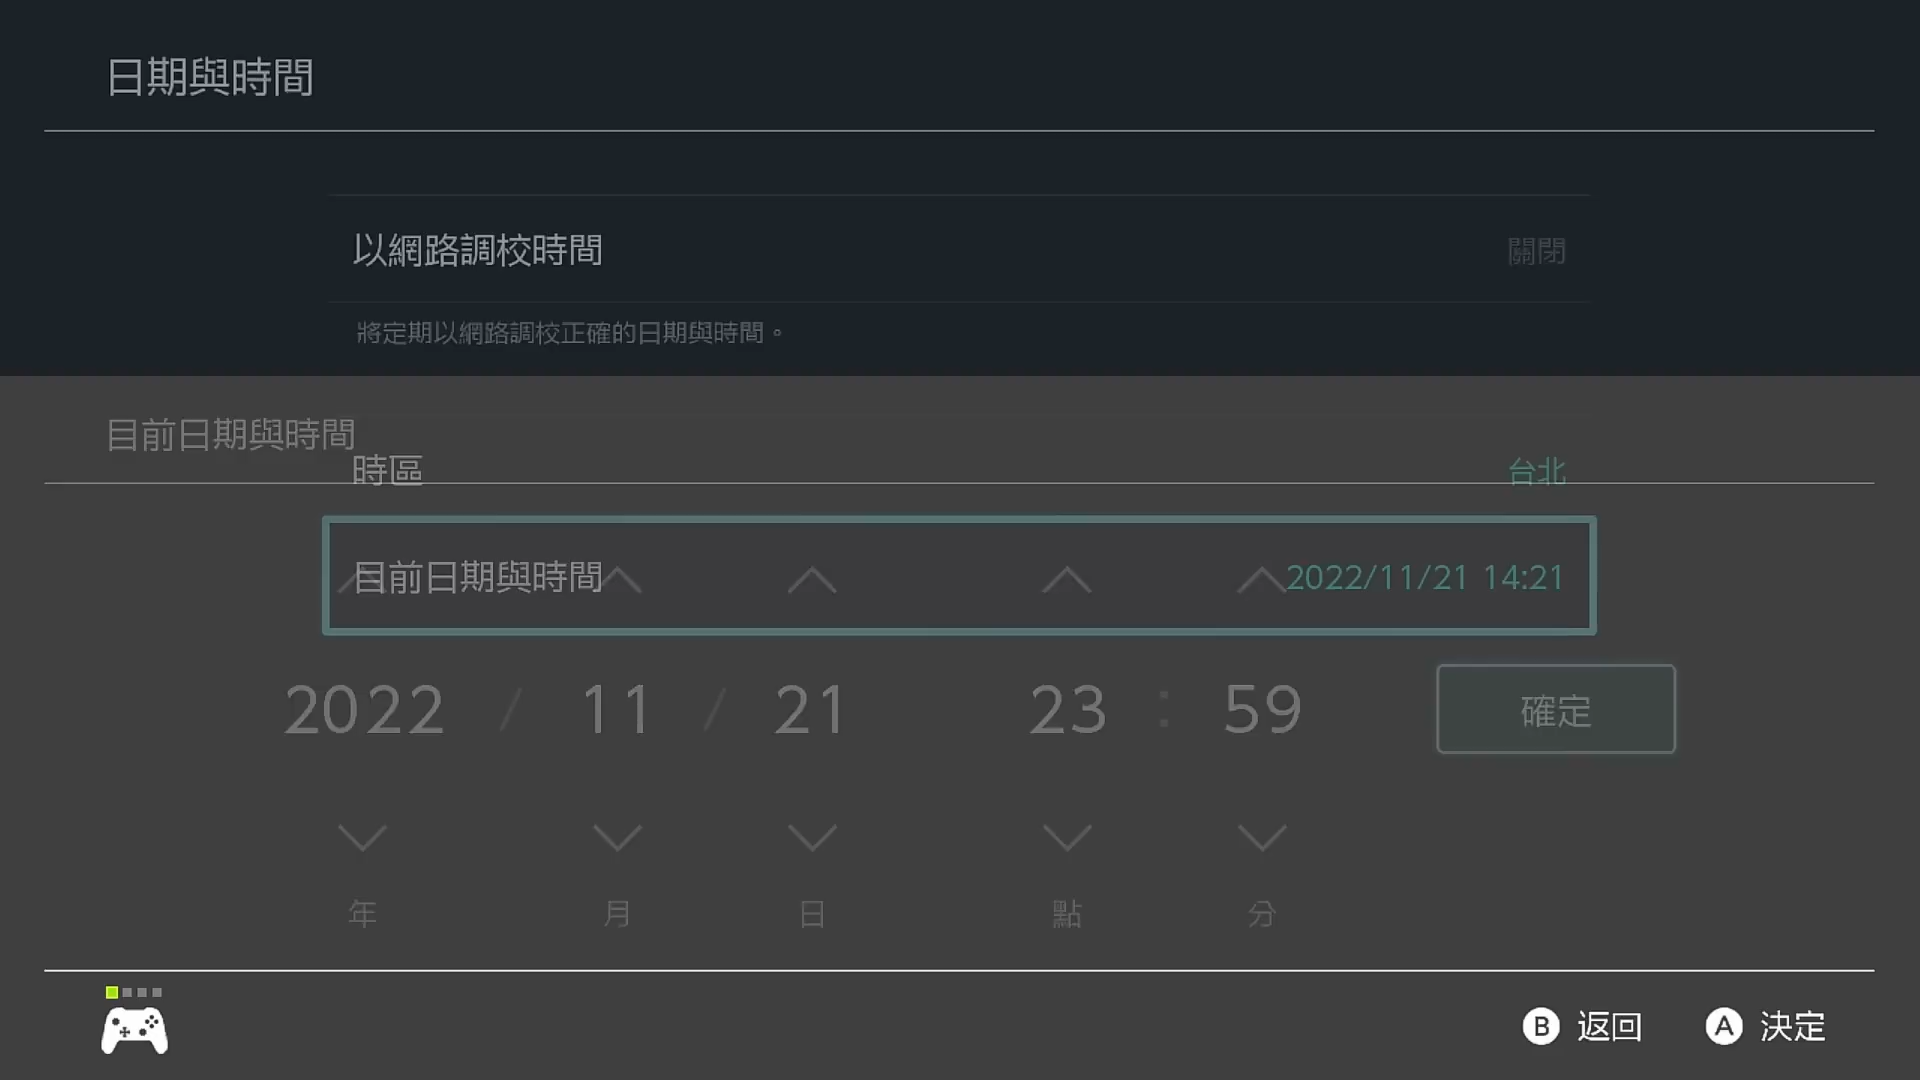 日期與時間
以網路調校時間 關閉
將定期以網路調校正確的日期與時間。
目前日期與時間
時區 台北
目前日期與時間 2022/11/21 14:21
2022 / 11 / 21 23 : 59 確定
年 月 日 點 分
B 返回 A 決定